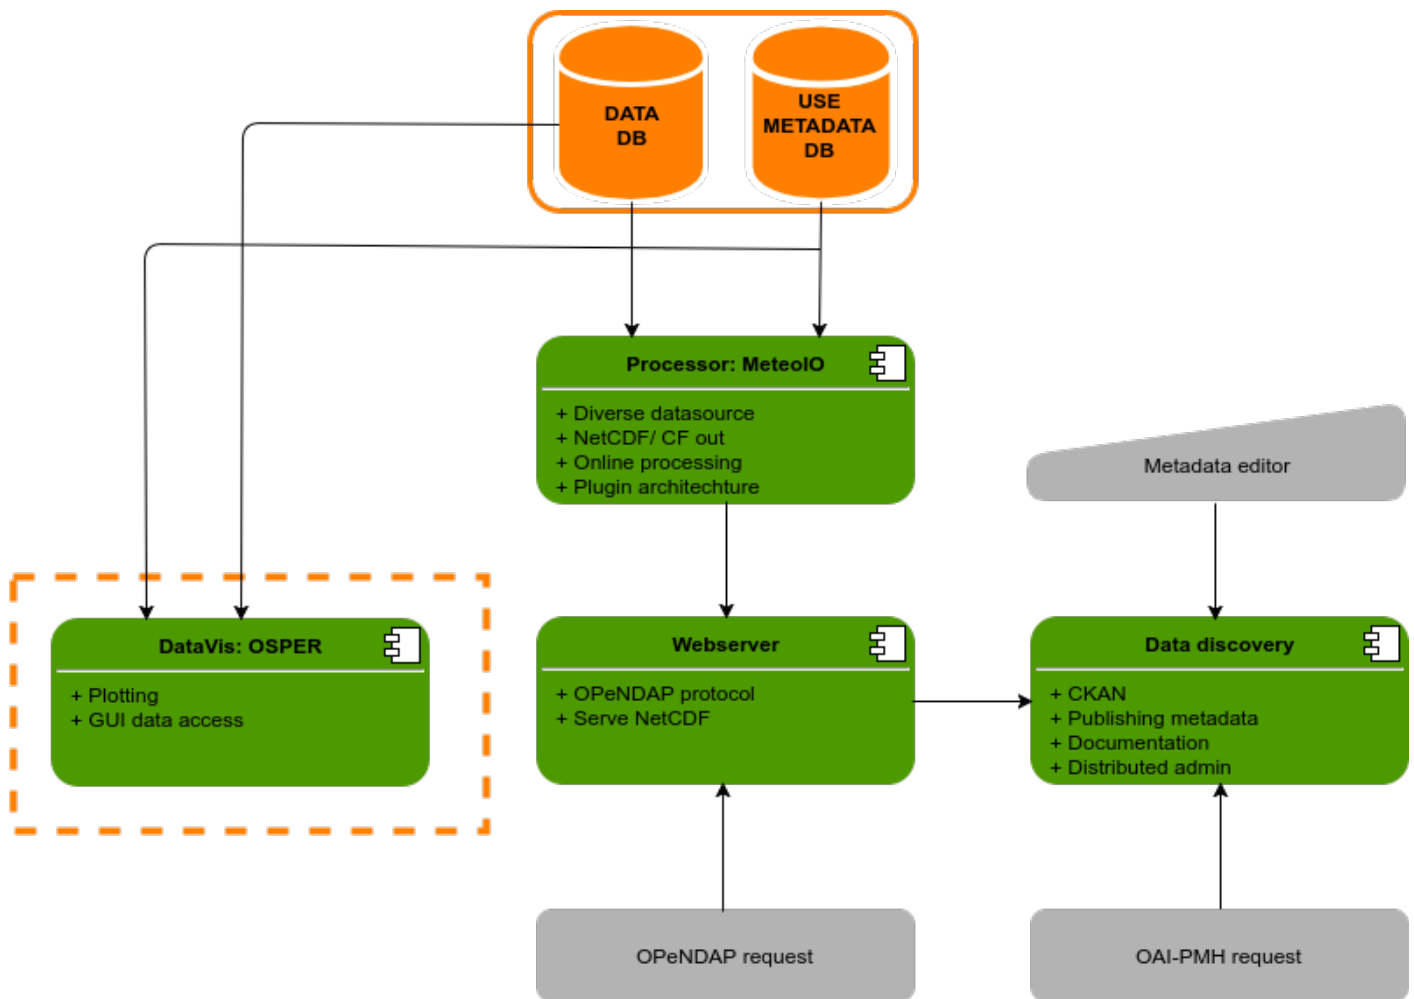 DATA
DB
USE
METADATA
DB
Processor: MeteoIO
+ Diverse datasource
+ NetCDF/ CF out
+ Online processing
+ Plugin architechture
Metadata editor
DataVis: OSPER
+ Plotting
+ GUI data access
Webserver
+ OPeNDAP protocol
+ Serve NetCDF
Data discovery
+ CKAN
+ Publishing metadata
+ Documentation
+ Distributed admin
OPeNDAP request
OAI-PMH request